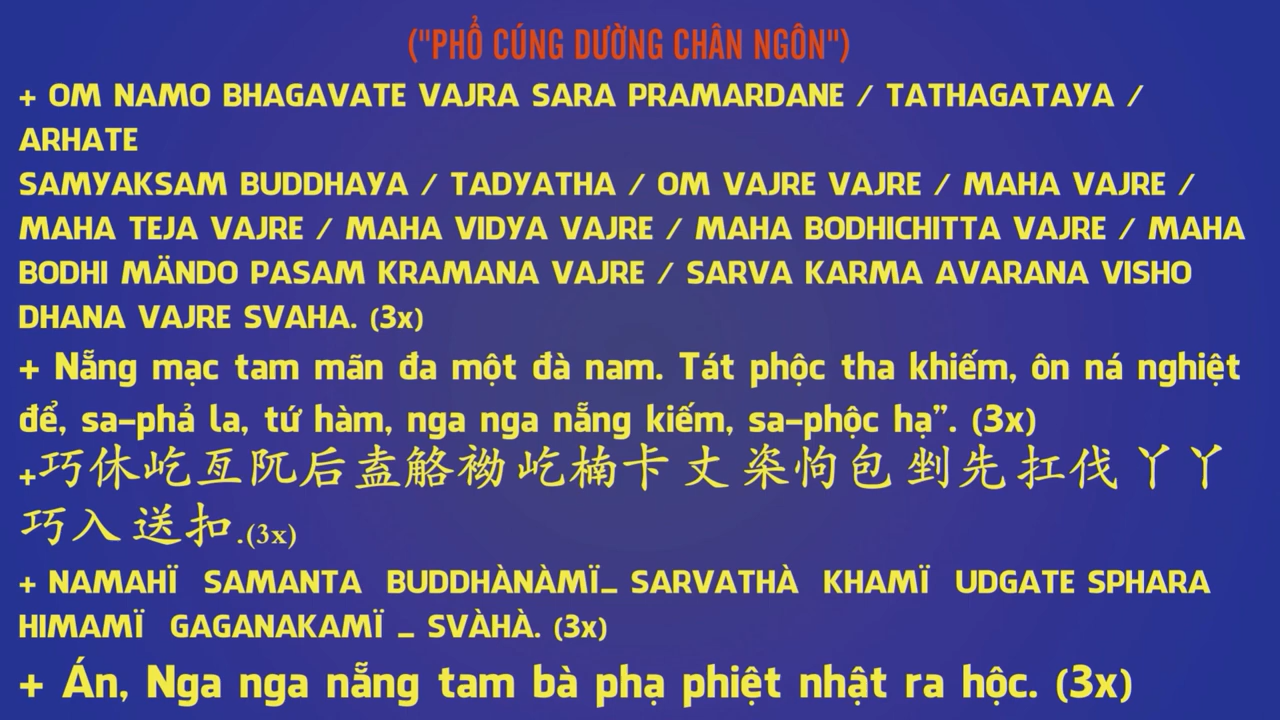 ("PHỔ CÚNG DƯỜNG CHÂN NGÔN")
+ OM NAMO BHAGAVATE VAJRA SARA PRAMARDANE / TATHAGATAYA /
ARHATE
SAMYAKSAM BUDDHAYA / TADYATHA / OM VAJRE VAJRE / MAHA VAJRE /
MAHA TEJA VAJRE / MAHA VIDYA VAJRE / MAHA BODHICHITTA VAJRE / MAHA
BODHI MÄNDO PASAM KRAMANA VAJRE / SARVA KARMA AVARANA VISHO
DHANA VAJRE SVAHA. (3x)
+ Nẵng mạc tam mãn đa một đà nam. Tát phộc tha khiếm, ôn ná nghiệt
để, sa-phả la, tứ hàm, nga nga nẵng kiếm, sa-phộc hạ”. (3x)
+巧休屹亙阢后盍觡袎屹楠卡丈楶怐包剉先扛伐丫丫
巧入送扣.(3x)
+ NAMAHÏ SAMANTA BUDDHÀNÀMÏ_ SARVATHÀ KHAMÏ UDGATE SPHARA
HIMAMÏ GAGANAKAMÏ _ SVÀHÀ. (3x)
+ Án, Nga nga nẵng tam bà phạ phiệt nhật ra hộc. (3x)